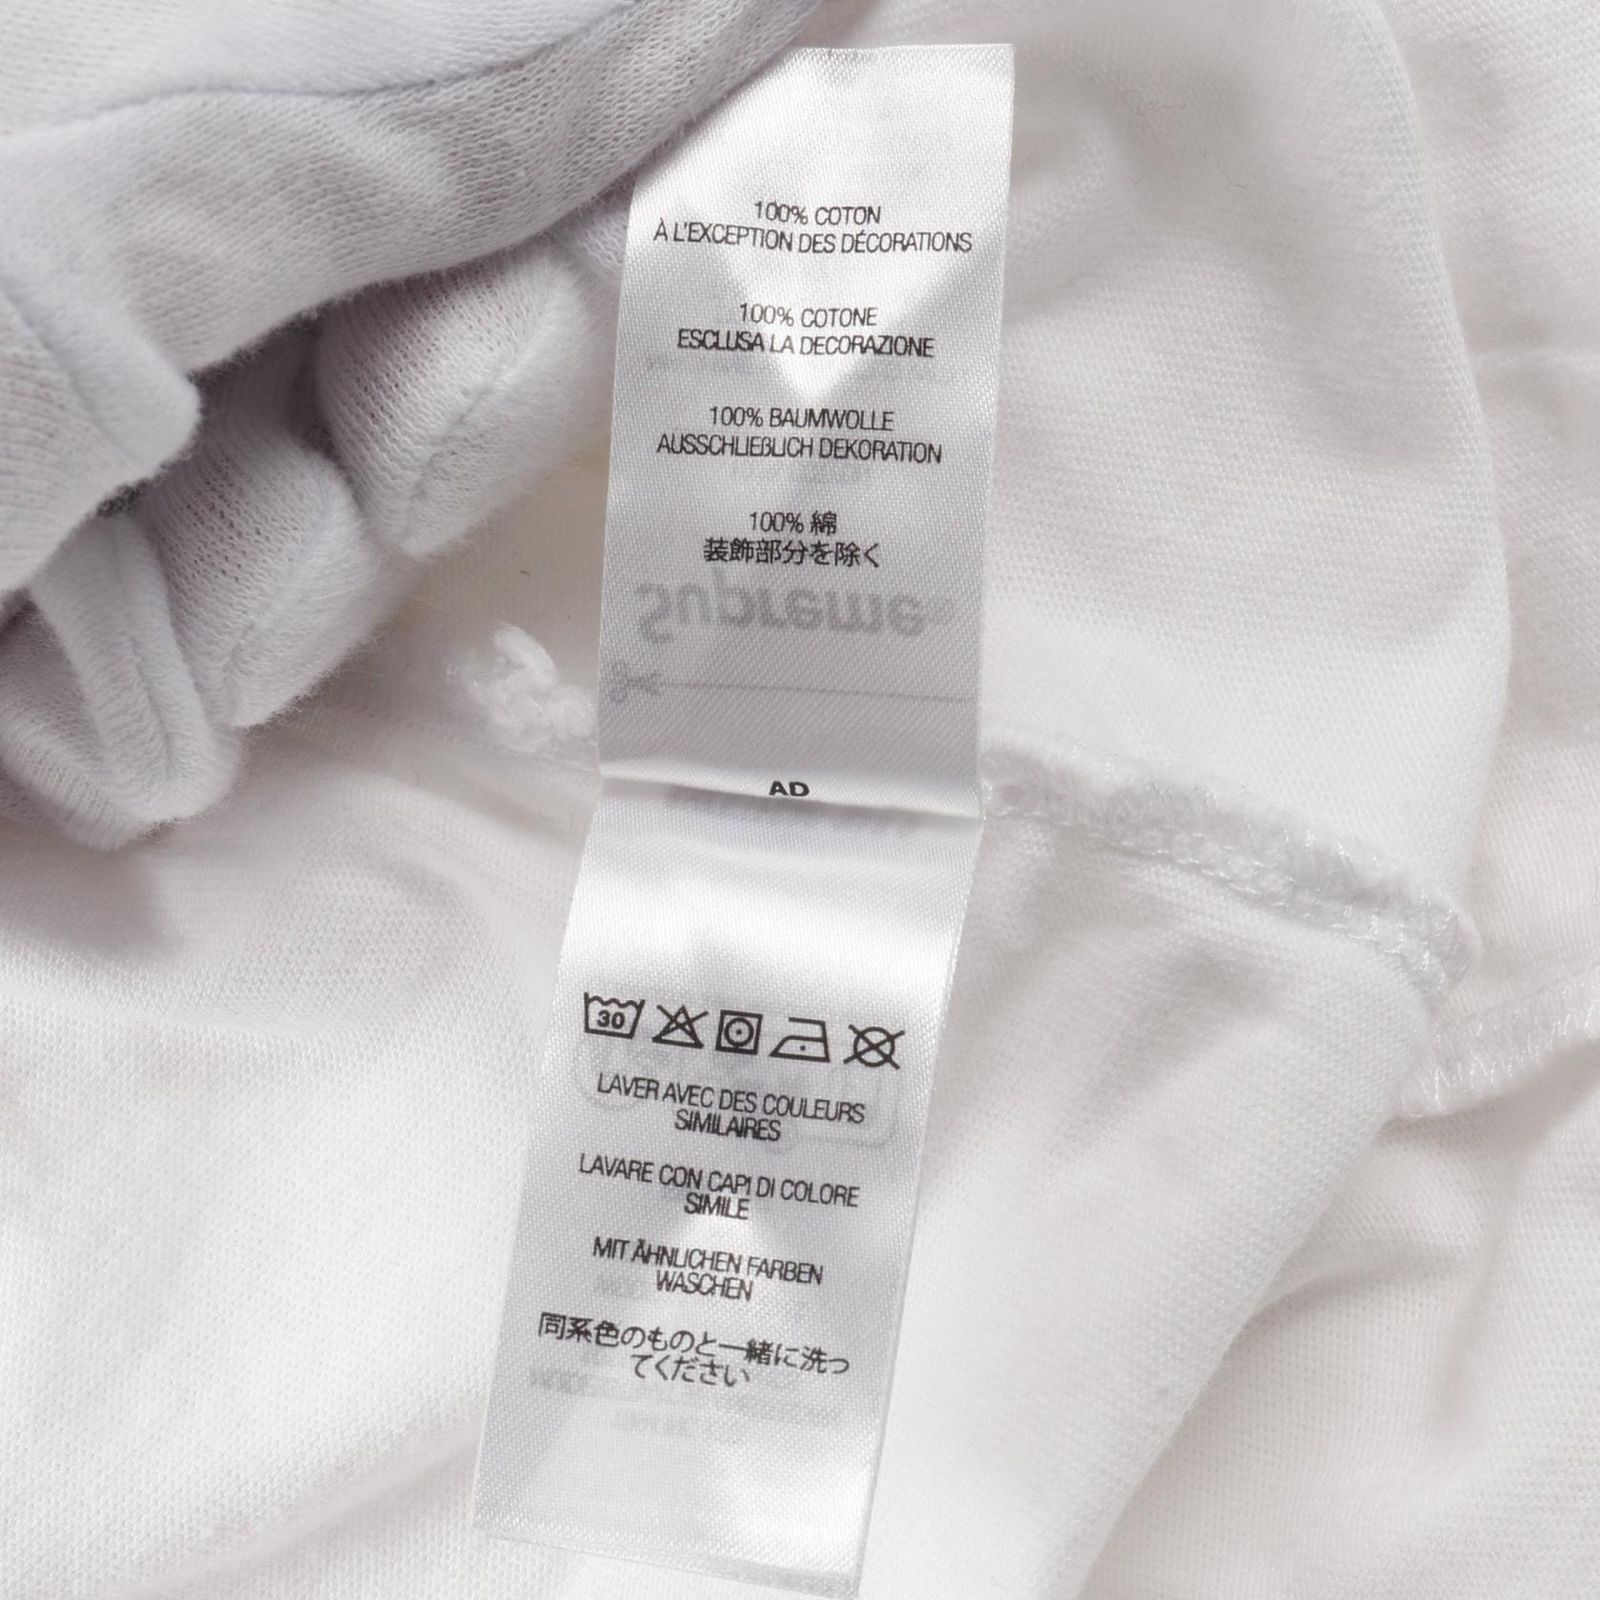 100% COTON
À L'EXCEPTION DES DÉCORATIONS
100% COTONE
ESCLUSA LA DECORAZIONE
100% BAUMWOLLE
AUSSCHLIEßLICH DEKORATION
100% 綿
装飾部分を除く
Supreme
AD
30
LAVER AVEC DES COULEURS
SIMILAIRES
LAVARE CON CAPI DI COLORE
SIMILE
MIT ÄHNLICHEN FARBEN
WASCHEN
同系色のものと一緒に洗っ
てください